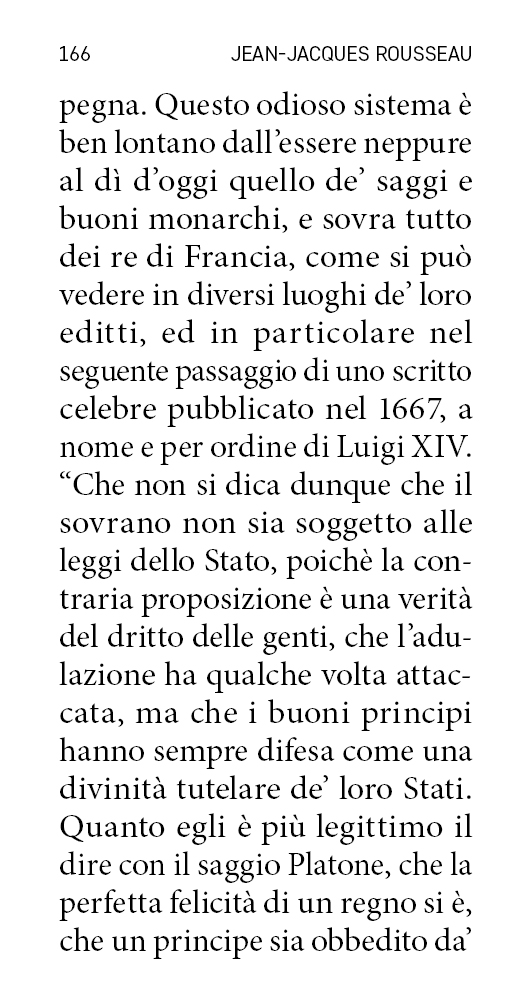 166 JEAN-JACQUES ROUSSEAU
pegna. Questo odioso sistema è
ben lontano dall’essere neppure
al dì d’oggi quello de’ saggi e
buoni monarchi, e sovra tutto
dei re di Francia, come si può
vedere in diversi luoghi de’ loro
editti, ed in particolare nel
seguente passaggio di uno scritto
celebre pubblicato nel 1667, a
nome e per ordine di Luigi XIV.
“Che non si dica dunque che il
sovrano non sia soggetto alle
leggi dello Stato, poichè la con-
traria proposizione è una verità
del dritto delle genti, che l’adu-
lazione ha qualche volta attac-
cata, ma che i buoni principi
hanno sempre difesa come una
divinità tutelare de’ loro Stati.
Quanto egli è più legittimo il
dire con il saggio Platone, che la
perfetta felicità di un regno si è,
che un principe sia obbedito da’